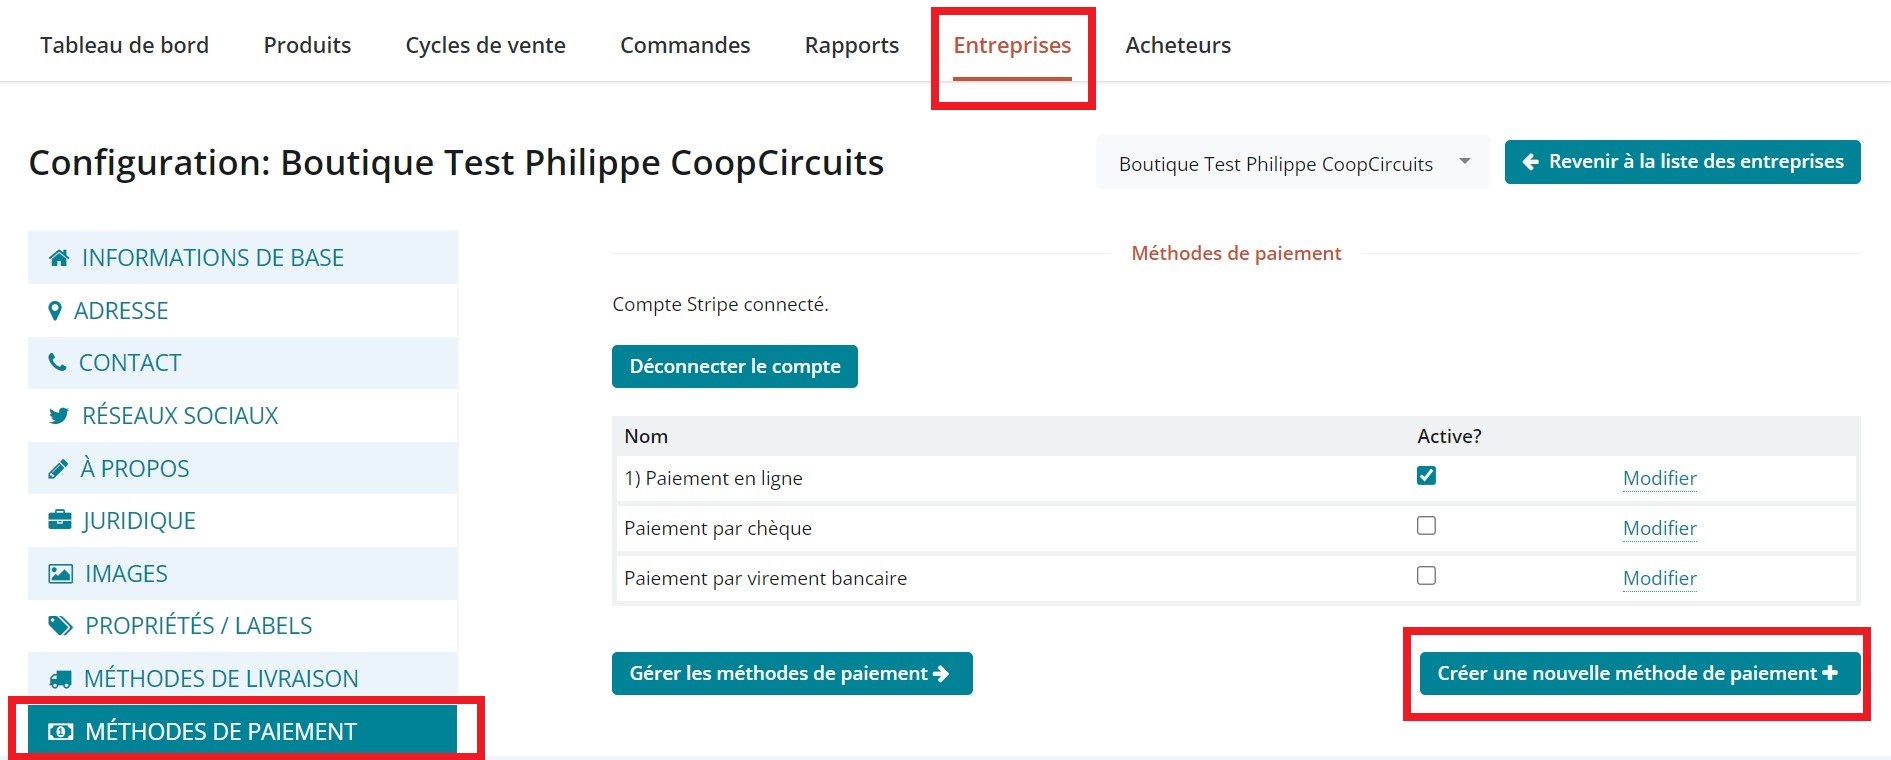 Tableau de bord Produits Cycles de vente Commandes Rapports Entreprises Acheteurs
Configuration: Boutique Test Philippe CoopCircuits
Boutique Test Philippe CoopCircuits
Revenir à la liste des entreprises
INFORMATIONS DE BASE
ADRESSE
CONTACT
RÉSEAUX SOCIAUX
À PROPOS
JURIDIQUE
IMAGES
PROPRIÉTÉS / LABELS
MÉTHODES DE LIVRAISON
MÉTHODES DE PAIEMENT
Méthodes de paiement
Compte Stripe connecté.
Déconnecter le compte
Nom Active?
1) Paiement en ligne Modifier
Paiement par chèque Modifier
Paiement par virement bancaire Modifier
Gérer les méthodes de paiement
Créer une nouvelle méthode de paiement